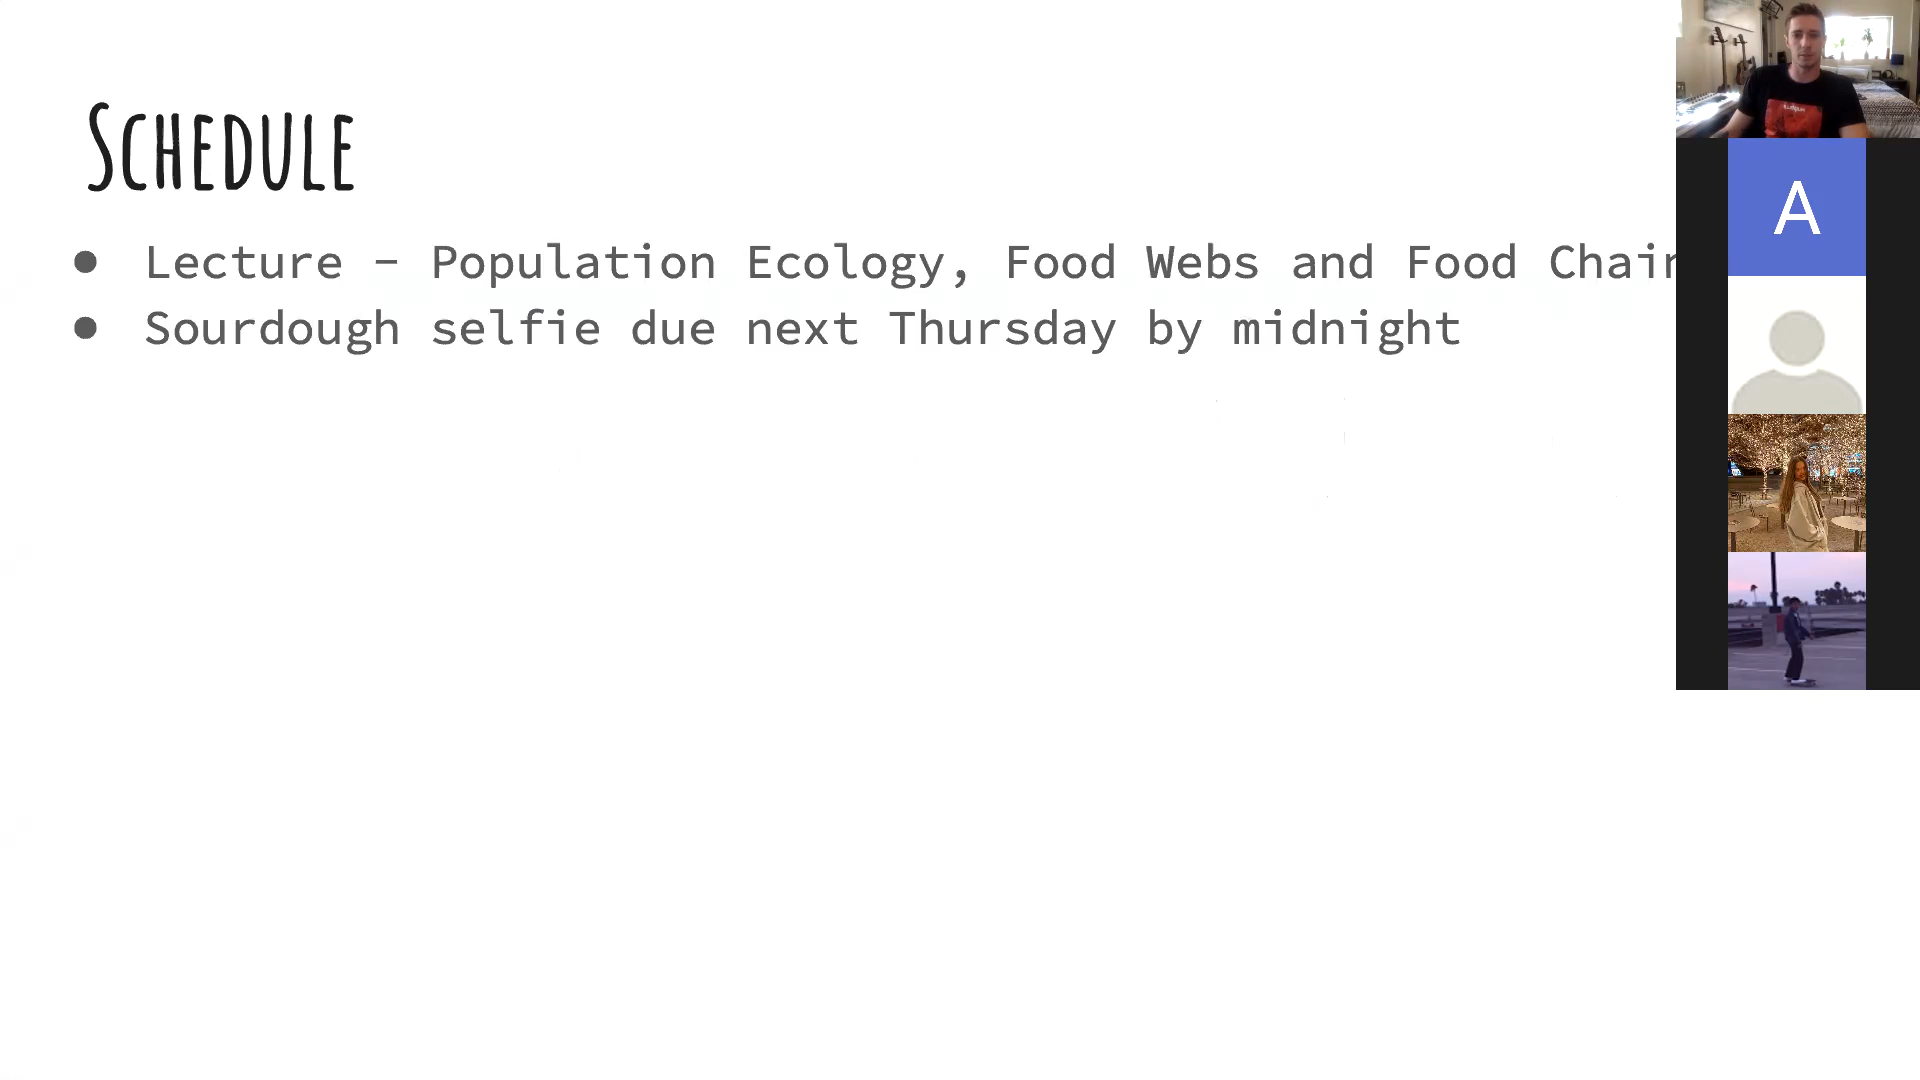 SCHEDULE
● Lecture - Population Ecology, Food Webs and Food Chain
● Sourdough selfie due next Thursday by midnight
A